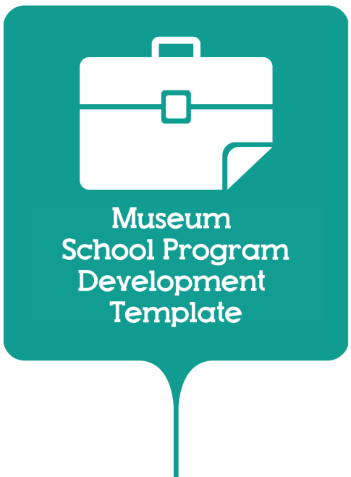 Museum
School Program
Development
Template